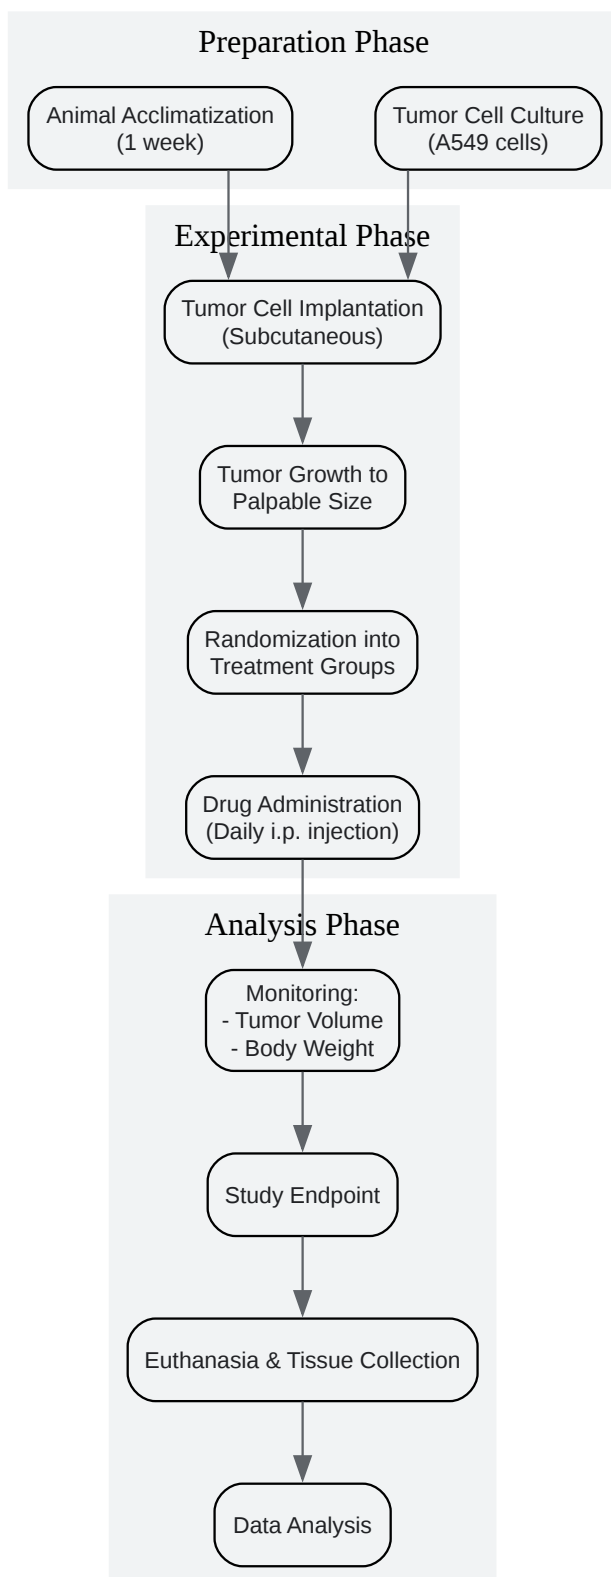 Preparation Phase
Animal Acclimatization
(1 week)
Tumor Cell Culture
(A549 cells)
Experimental Phase
Tumor Cell Implantation
(Subcutaneous)
Tumor Growth to
Palpable Size
Randomization into
Treatment Groups
Drug Administration
(Daily i.p. injection)
Analysis Phase
Monitoring:
- Tumor Volume
- Body Weight
Study Endpoint
Euthanasia & Tissue Collection
Data Analysis